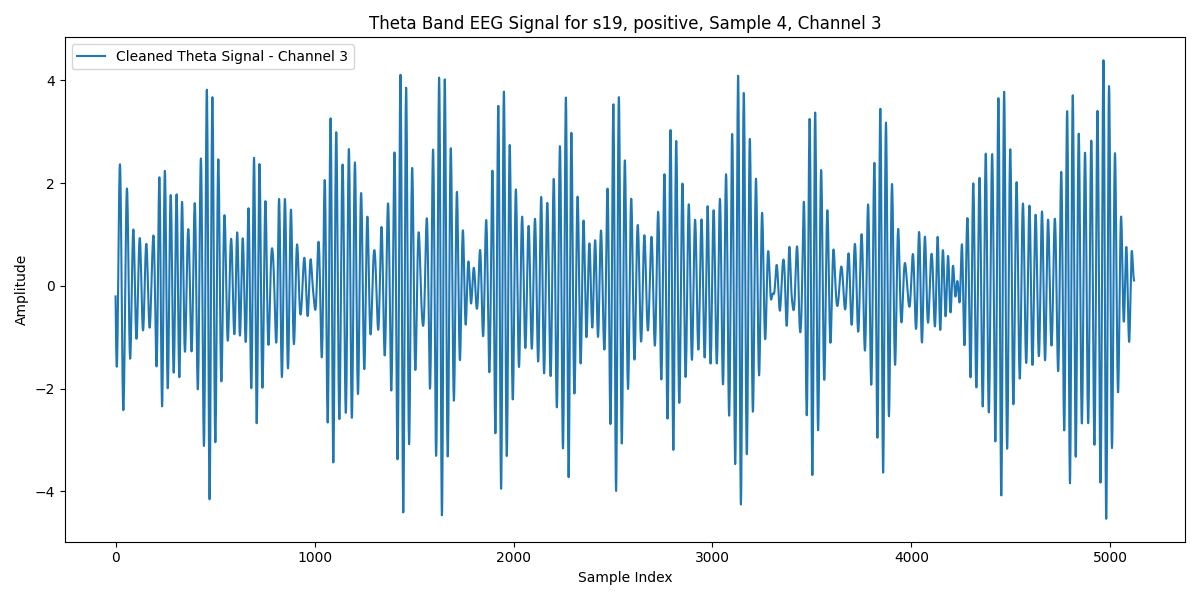 Theta Band EEG Signal for s19, positive, Sample 4, Channel 3
Cleaned Theta Signal - Channel 3
4
2
0
−2
−4
Amplitude
0 1000 2000 3000 4000 5000
Sample Index